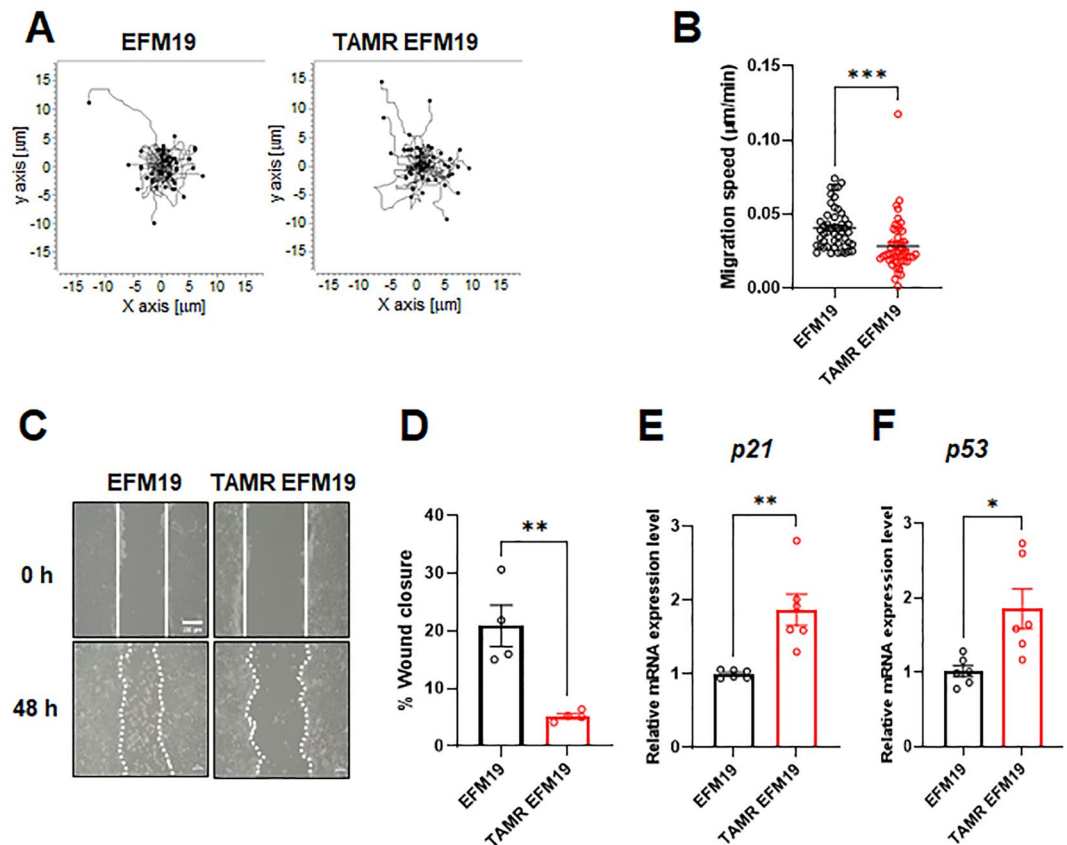 A
EFM19
TAMR EFM19
y axis [µm]
15
10
5
0
-5
-10
-15
-15 -10 -5 0 5 10 15
X axis [µm]
y axis [µm]
15
10
5
0
-5
-10
-15
-15 -10 -5 0 5 10 15
X axis [µm]
B
Migration speed (µm/min)
0.15
0.10
0.05
0.00
***
EFM19
TAMR EFM19
C
EFM19
TAMR EFM19
0 h
48 h
D
% Wound closure
40
30
20
10
0
**
EFM19
TAMR EFM19
E
p21
Relative mRNA expression level
3
2
1
0
**
EFM19
TAMR EFM19
F
p53
Relative mRNA expression level
3
2
1
0
*
EFM19
TAMR EFM19